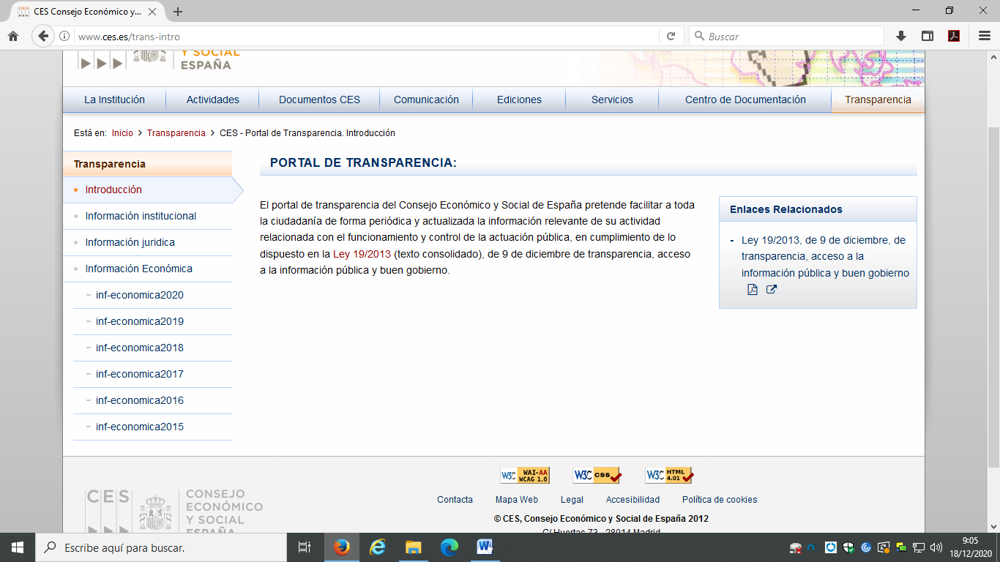 CES Consejo Económico y...
www.ces.es/trans-intro
Buscar
Y SOCIAL
ESPAÑA
La Institución
Actividades
Documentos CES
Comunicación
Ediciones
Servicios
Centro de Documentación
Transparencia
Está en: Inicio > Transparencia > CES - Portal de Transparencia. Introducción
Transparencia
Introducción
Información institucional
Información juridica
Información Económica
inf-economica2020
inf-economica2019
inf-economica2018
inf-economica2017
inf-economica2016
inf-economica2015
PORTAL DE TRANSPARENCIA:
El portal de transparencia del Consejo Económico y Social de España pretende facilitar a toda
la ciudadanía de forma periódica y actualizada la información relevante de su actividad
relacionada con el funcionamiento y control de la actuación pública, en cumplimiento de lo
dispuesto en la Ley 19/2013 (texto consolidado), de 9 de diciembre de transparencia, acceso
a la información pública y buen gobierno.
Enlaces Relacionados
- Ley 19/2013, de 9 de diciembre, de
transparencia, acceso a la
información pública y buen gobierno
W3C WAI-AA
WCAG 1.0
W3C css
W3C HTML
4.01
Contacta
Mapa Web
Legal
Accesibilidad
Política de cookies
© CES, Consejo Económico y Social de España 2012
C/ Huertas 73 - 28014 Madrid
CES
CONSEJO
ECONÓMICO
Y SOCIAL
ESPAÑA
Escribe aquí para buscar.
9:05
18/12/2020